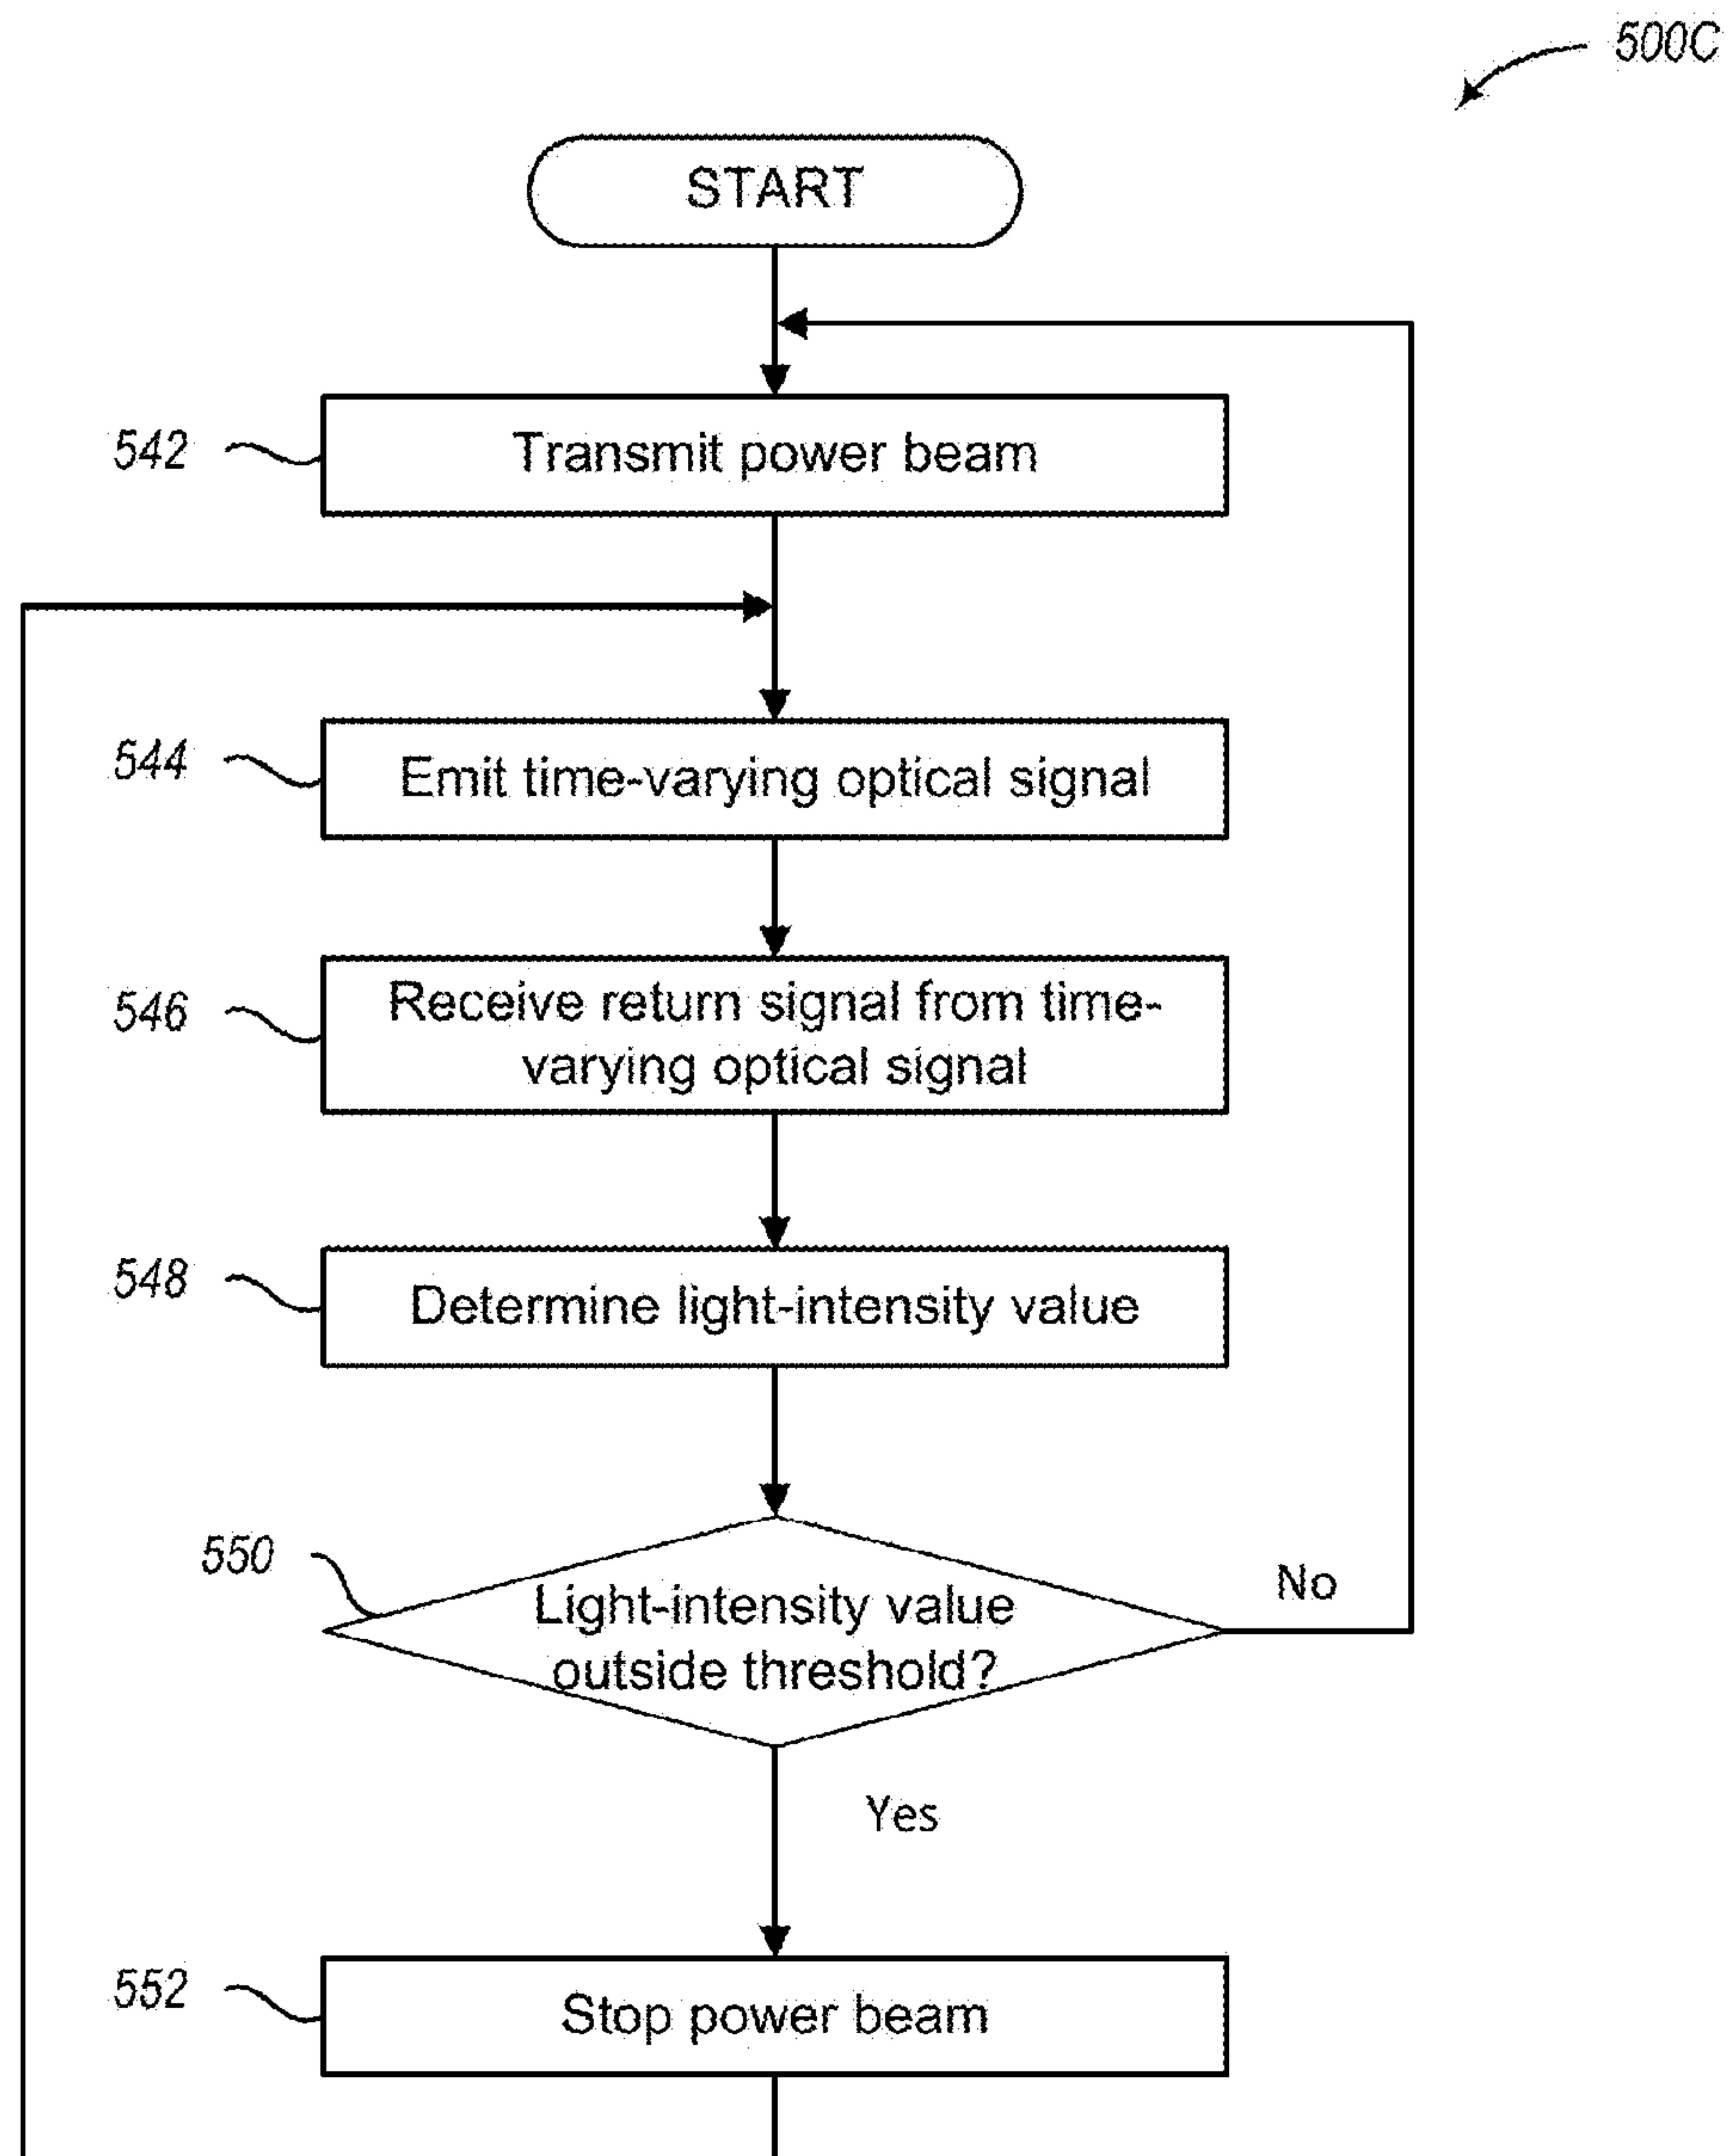 500C
START
542
Transmit power beam
544
Emit time-varying optical signal
546
Receive return signal from time-
varying optical signal
548
Determine light-intensity value
550
Light-intensity value
outside threshold?
No
Yes
552
Stop power beam